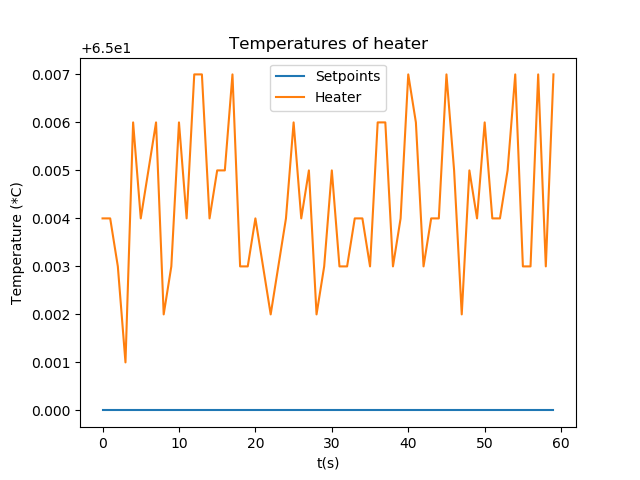 Temperatures of heater
+6.5e1
Setpoints
Heater
0.007
0.006
0.005
0.004
0.003
0.002
0.001
0.000
Temperature (*C)
0 10 20 30 40 50 60
t(s)